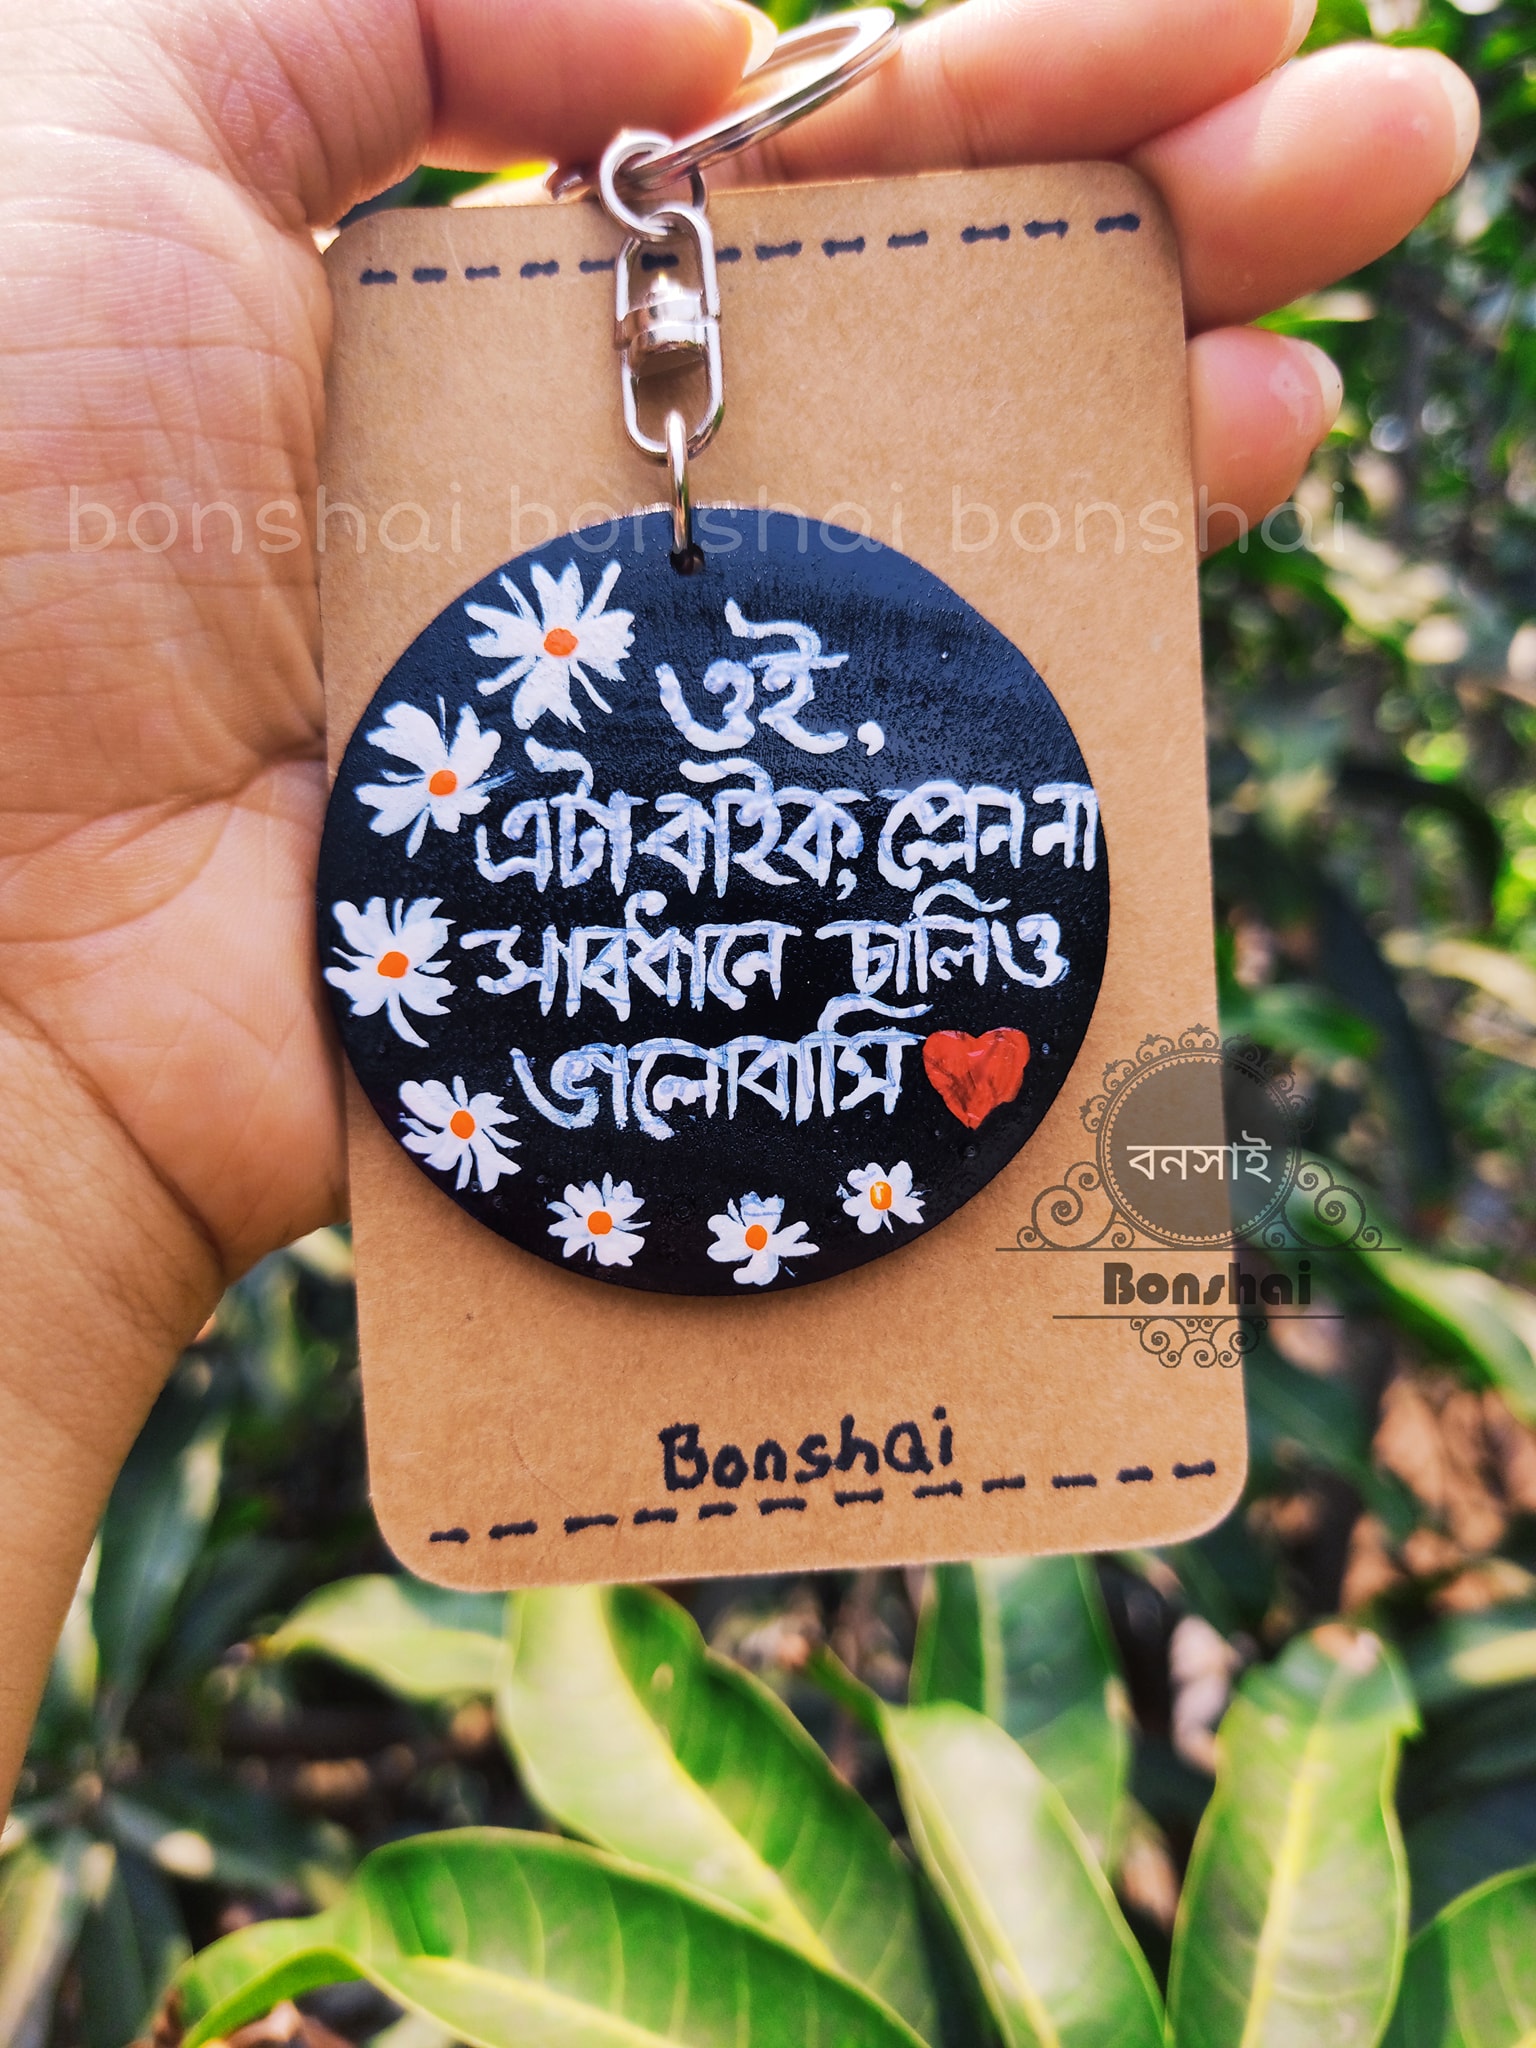 bonshai bonshai bonshai
ওই,
এটা বাইক, প্লেন না
সাবধানে চালিও
ভালোবাসি
বনসাই
Bonshai
Bonshai